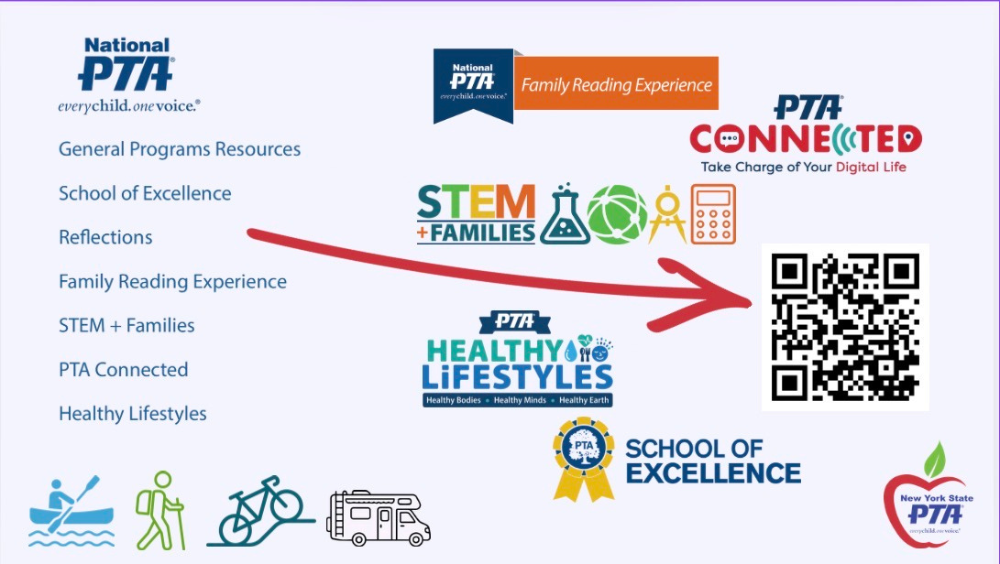 National
PTA®
everychild.onevoice.®
General Programs Resources
School of Excellence
Reflections
Family Reading Experience
STEM + Families
PTA Connected
Healthy Lifestyles
National
PTA®
everychild.onevoice.®
Family Reading Experience
PTA®
CONNECTED
Take Charge of Your Digital Life
STEM
+FAMILIES
PTA
HEALTHY
LiFESTYLES
Healthy Bodies • Healthy Minds • Healthy Earth
PTA
SCHOOL OF
EXCELLENCE
New York State
PTA®
everychild.onevoice.®